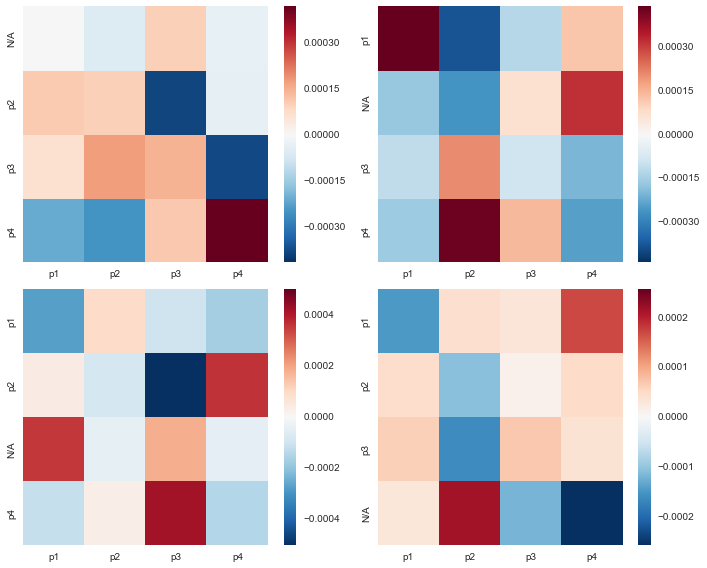 N/A
p2
p3
p4
p1 p2 p3 p4
0.00030
0.00015
0.00000
−0.00015
−0.00030
p1
N/A
p3
p4
p1 p2 p3 p4
0.00030
0.00015
0.00000
−0.00015
−0.00030
p1
p2
N/A
p4
p1 p2 p3 p4
0.0004
0.0002
0.0000
−0.0002
−0.0004
p1
p2
p3
N/A
p1 p2 p3 p4
0.0002
0.0001
0.0000
−0.0001
−0.0002